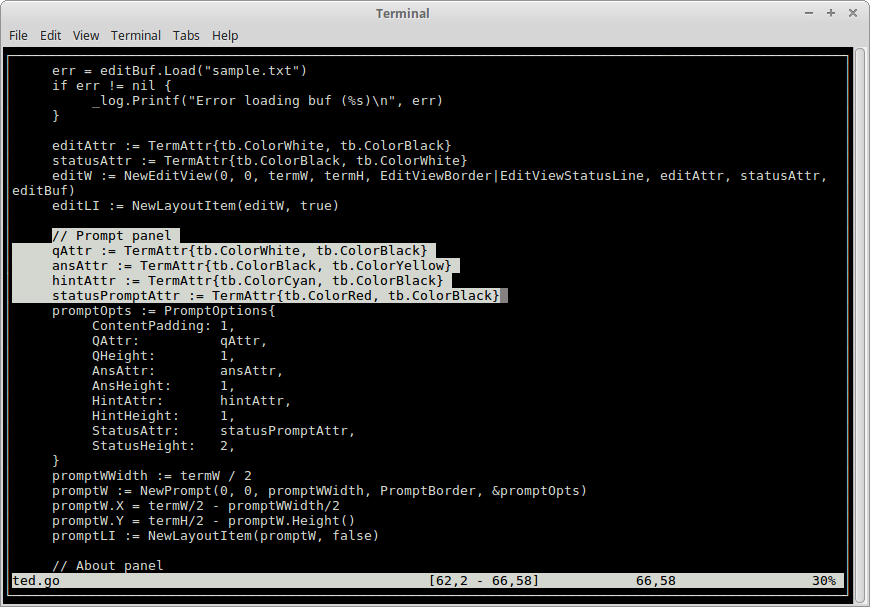 Terminal
File Edit View Terminal Tabs Help
err = editBuf.Load("sample.txt")
if err != nil {
_log.Printf("Error loading buf (%s)\n", err)
}
editAttr := TermAttr{tb.ColorWhite, tb.ColorBlack}
statusAttr := TermAttr{tb.ColorBlack, tb.ColorWhite}
editW := NewEditView(0, 0, termW, termH, EditViewBorder|EditViewStatusLine, editAttr, statusAttr,
editBuf)
editLI := NewLayoutItem(editW, true)
// Prompt panel
qAttr := TermAttr{tb.ColorWhite, tb.ColorBlack}
ansAttr := TermAttr{tb.ColorBlack, tb.ColorYellow}
hintAttr := TermAttr{tb.ColorCyan, tb.ColorBlack}
statusPromptAttr := TermAttr{tb.ColorRed, tb.ColorBlack}
promptOpts := PromptOptions{
ContentPadding: 1,
QAttr: qAttr,
QHeight: 1,
AnsAttr: ansAttr,
AnsHeight: 1,
HintAttr: hintAttr,
HintHeight: 1,
StatusAttr: statusPromptAttr,
StatusHeight: 2,
}
promptWWidth := termW / 2
promptW := NewPrompt(0, 0, promptWWidth, PromptBorder, &promptOpts)
promptW.X = termW/2 - promptWWidth/2
promptW.Y = termH/2 - promptW.Height()
promptLI := NewLayoutItem(promptW, false)
// About panel
ted.go [62,2 - 66,58] 66,58 30%